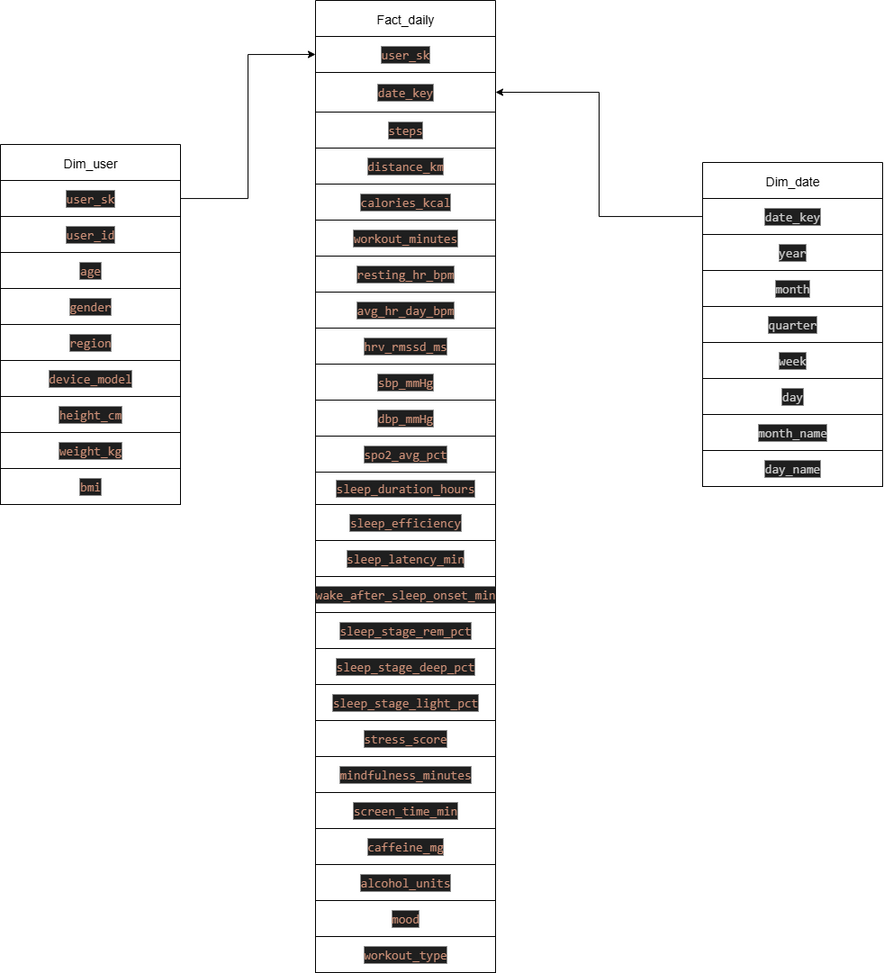 Fact_daily
user_sk
date_key
steps
distance_km
calories_kcal
workout_minutes
resting_hr_bpm
avg_hr_day_bpm
hrv_rmssd_ms
sbp_mmHg
dbp_mmHg
spo2_avg_pct
sleep_duration_hours
sleep_efficiency
sleep_latency_min
wake_after_sleep_onset_min
sleep_stage_rem_pct
sleep_stage_deep_pct
sleep_stage_light_pct
stress_score
mindfulness_minutes
screen_time_min
caffeine_mg
alcohol_units
mood
workout_type
Dim_user
user_sk
user_id
age
gender
region
device_model
height_cm
weight_kg
bmi
Dim_date
date_key
year
month
quarter
week
day
month_name
day_name